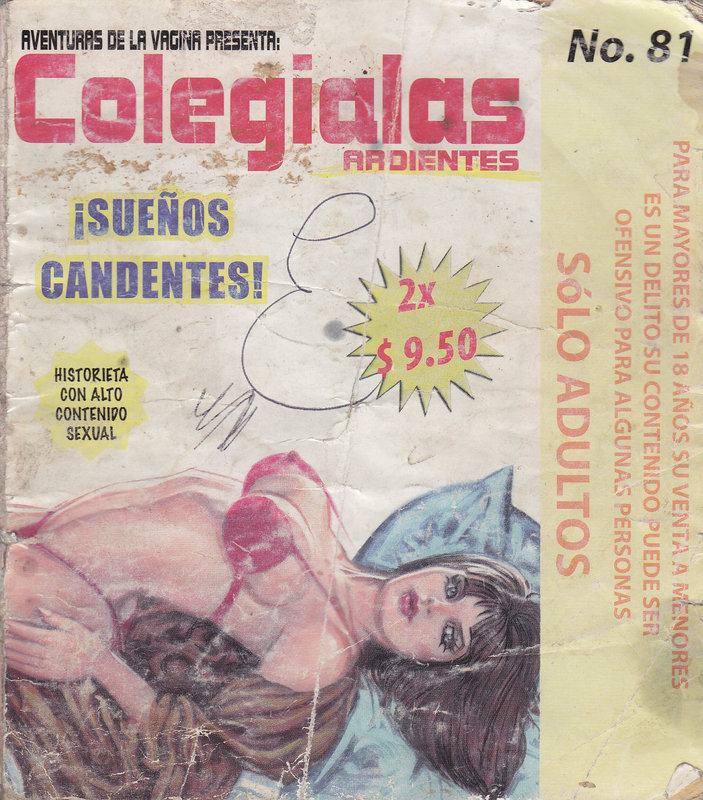 AVENTURAS DE LA VAGINA PRESENTA:
Colegialas
ARDIENTES
No. 81
¡SUEÑOS
CANDENTES!
2x
$ 9.50
HISTORIETA
CON ALTO
CONTENIDO
SEXUAL
PARA MAYORES DE 18 AÑOS SU VENTA A MENORES
ES UN DELITO SU CONTENIDO PUEDE SER
OFENSIVO PARA ALGUNAS PERSONAS
SóLO ADULTOS